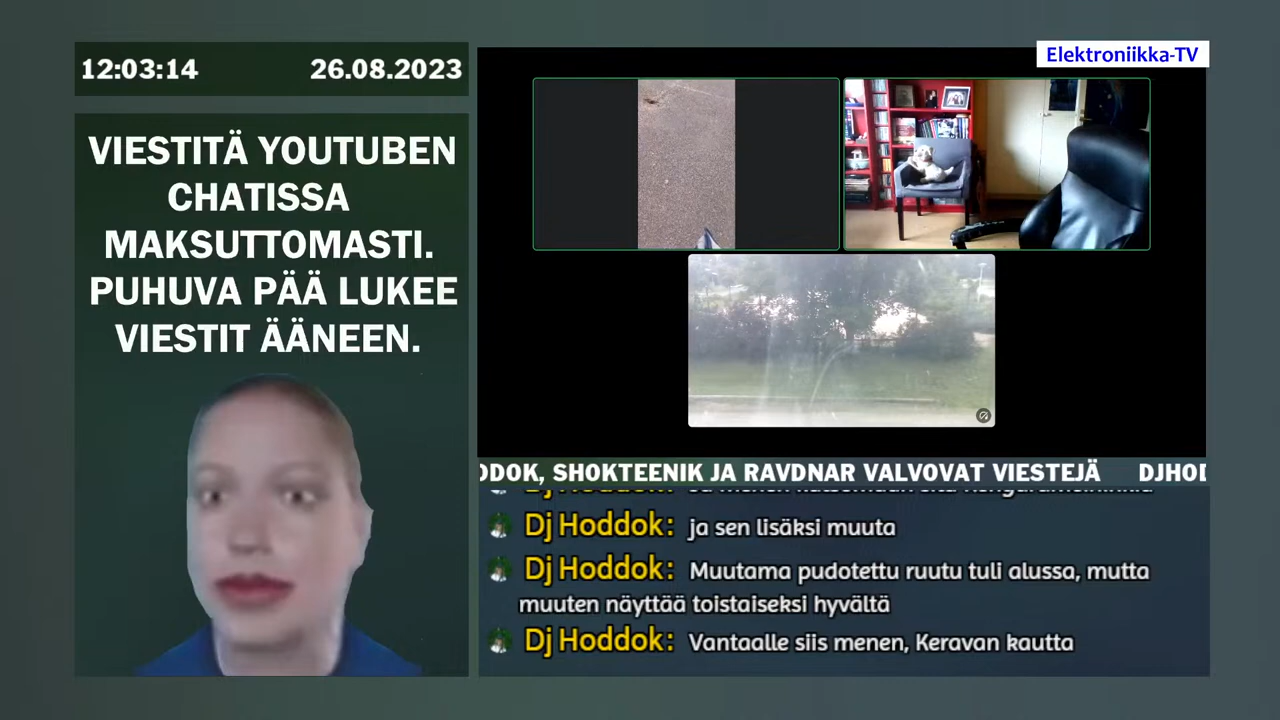 12:03:14 26.08.2023
Elektroniikka-TV
VIESTITÄ YOUTUBEN
CHATISSA
MAKSUTTOMASTI.
PUHUVA PÄÄ LUKEE
VIESTIT ÄÄNEEN.
SHOKTEENIK JA RAVDNAR VALVOVAT VIESTEJÄ
Dj Hoddok: ja sen lisäksi muuta
Dj Hoddok: Muutama pudotettu ruutu tuli alussa, mutta
muuten näyttää toistaiseksi hyvältä
Dj Hoddok: Vantaalle siis menen, Keravan kautta